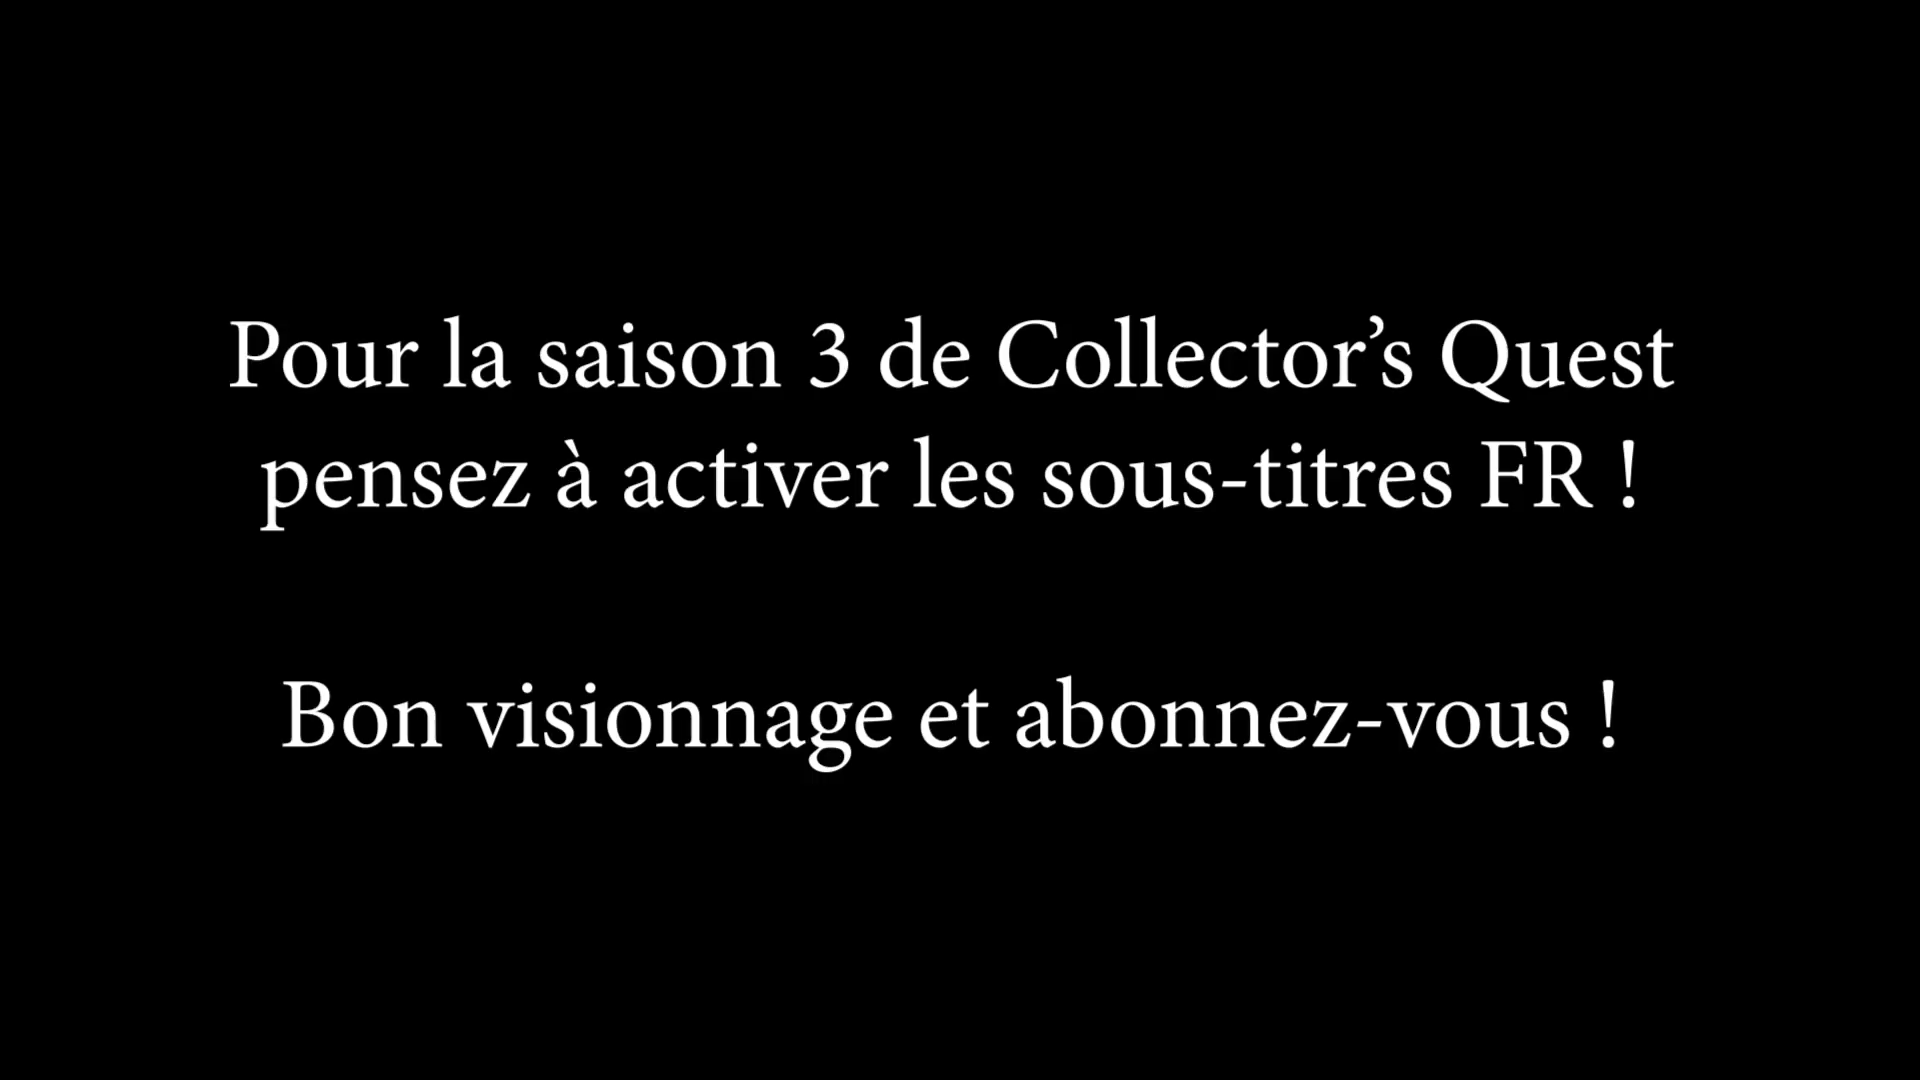 Pour la saison 3 de Collector’s Quest
pensez à activer les sous-titres FR !
Bon visionnage et abonnez-vous !